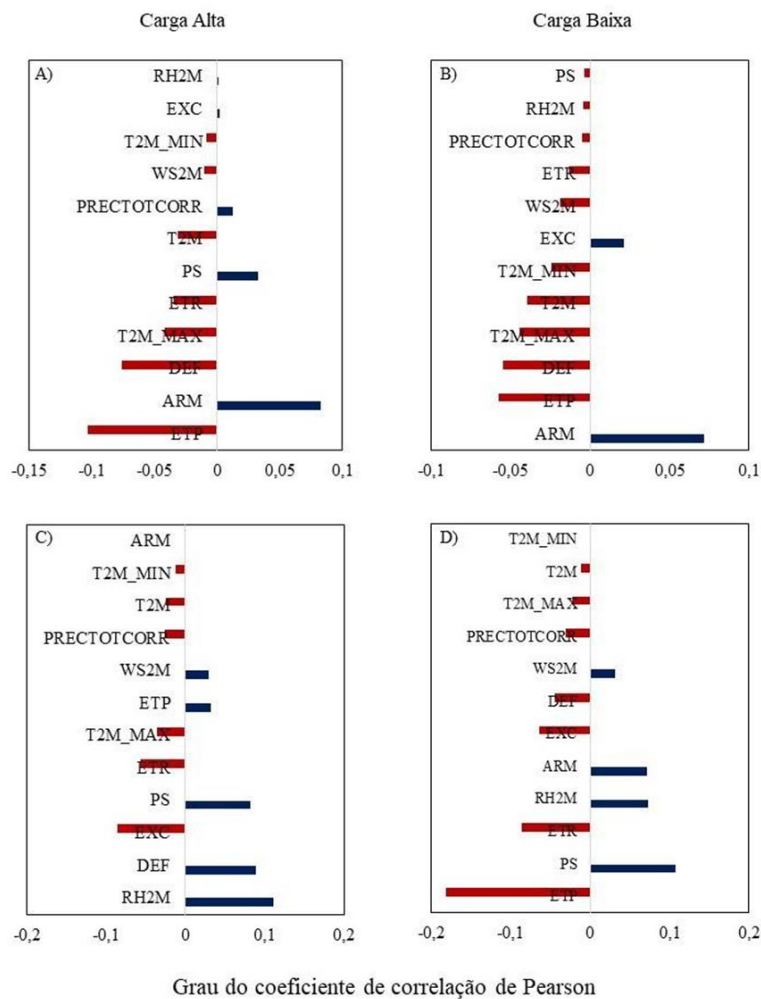 Carga Alta
Carga Baixa
A)
RH2M
EXC
T2M_MIN
WS2M
PRECTOTCORR
T2M
PS
ETR
T2M_MAX
DEF
ARM
ETP
-0,15 -0,1 -0,05 0 0,05 0,1
B)
PS
RH2M
PRECTOTCORR
ETR
WS2M
EXC
T2M_MIN
T2M
T2M_MAX
DEF
ETP
ARM
-0,1 -0,05 0 0,05 0,1
C)
ARM
T2M_MIN
T2M
PRECTOTCORR
WS2M
ETP
T2M_MAX
ETR
PS
EXC
DEF
RH2M
-0,2 -0,1 0 0,1 0,2
D)
T2M_MIN
T2M
T2M_MAX
PRECTOTCORR
WS2M
DEF
EXC
ARM
RH2M
ETR
PS
ETP
-0,2 -0,1 0 0,1 0,2
Grau do coeficiente de correlação de Pearson